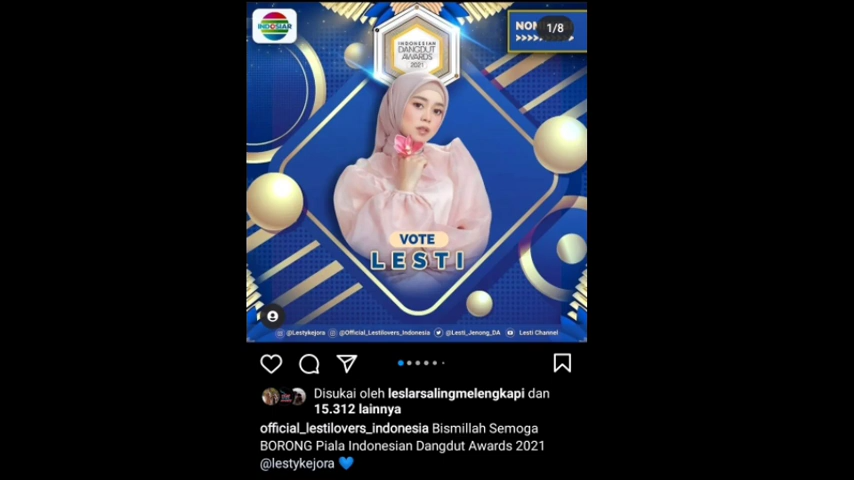 INDOSIAR
INDONESIAN
DANGDUT
AWARDS
2021
NOM
1/8
VOTE
LESTI
@Lestykejora @Official_Lestilovers_Indonesia @Lesti_Jenong_DA Lesti Channel
Disukai oleh leslarsalingmelengkapi dan
15.312 lainnya
official_lestilovers_indonesia Bismillah Semoga
BORONG Piala Indonesian Dangdut Awards 2021
@lestykejora 💙